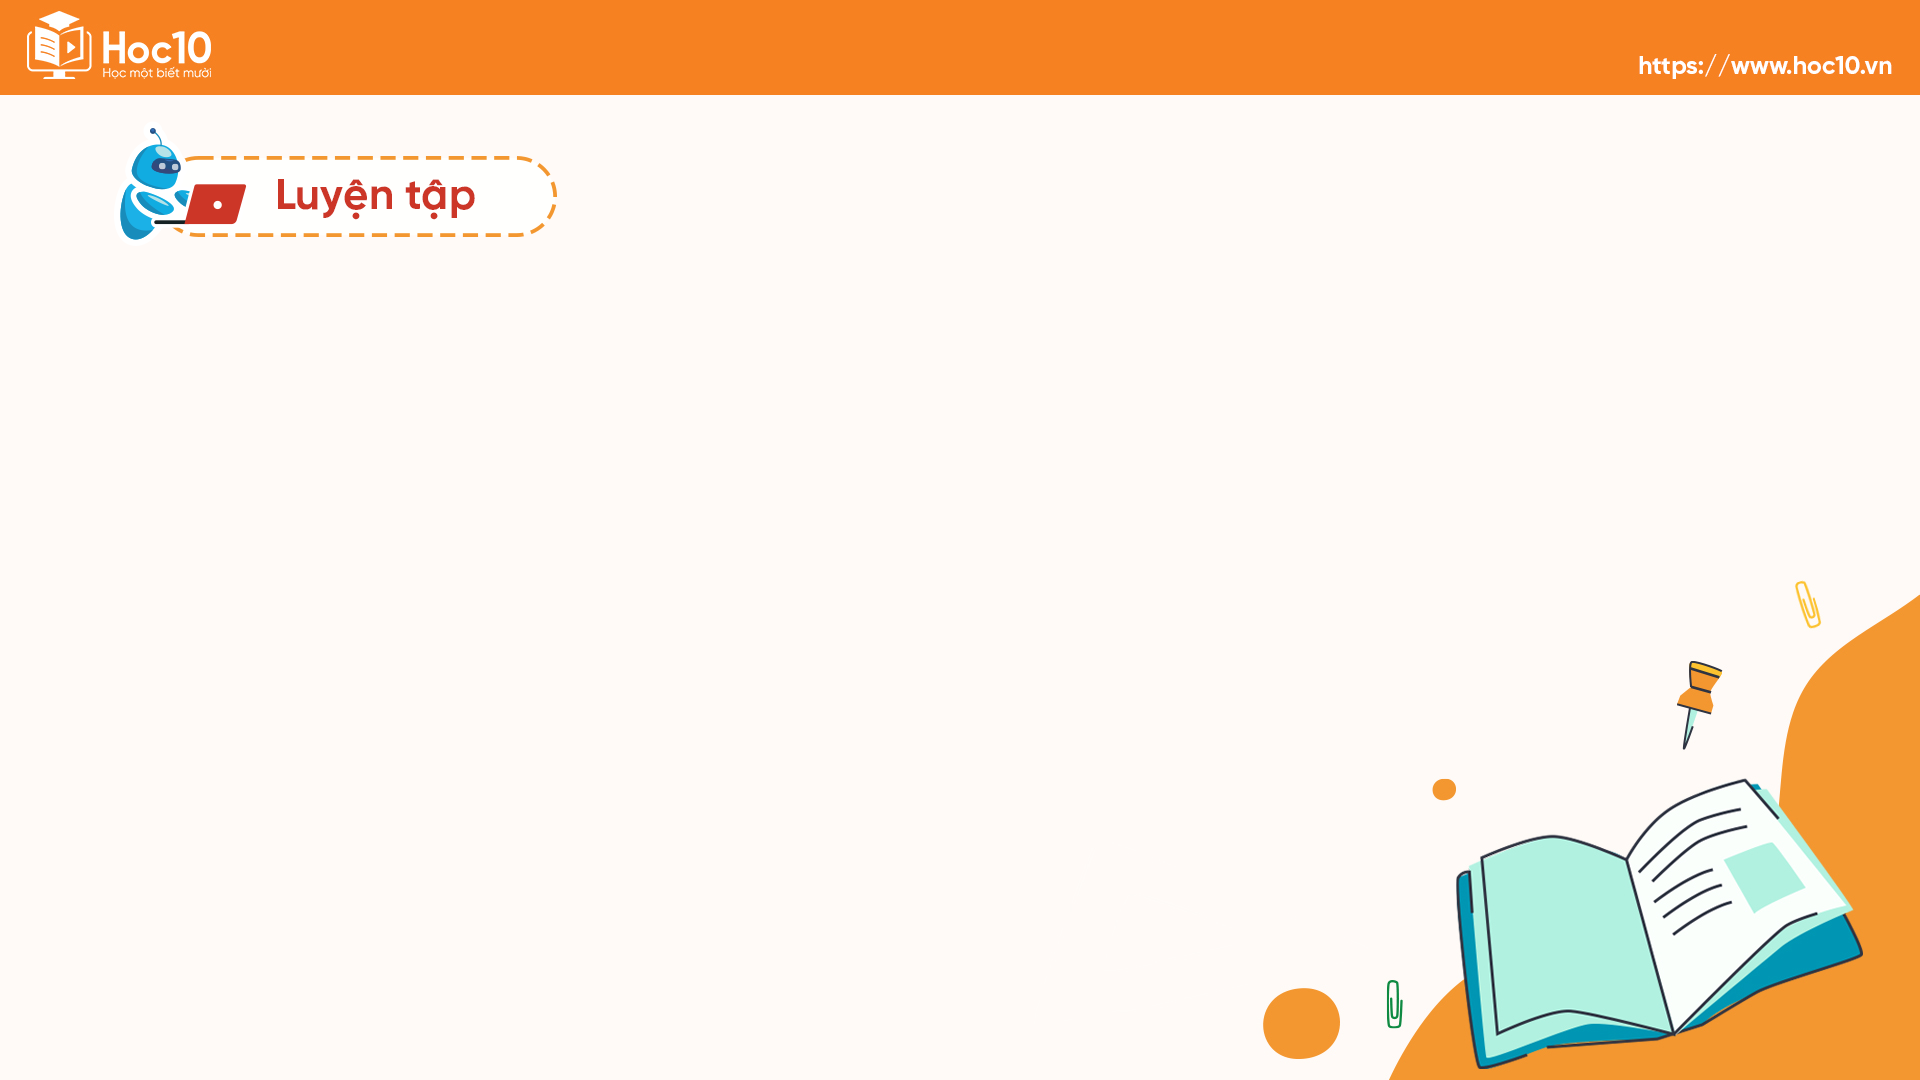 Hoc10
Học một biết mười
https://www.hoc10.vn
Luyện tập